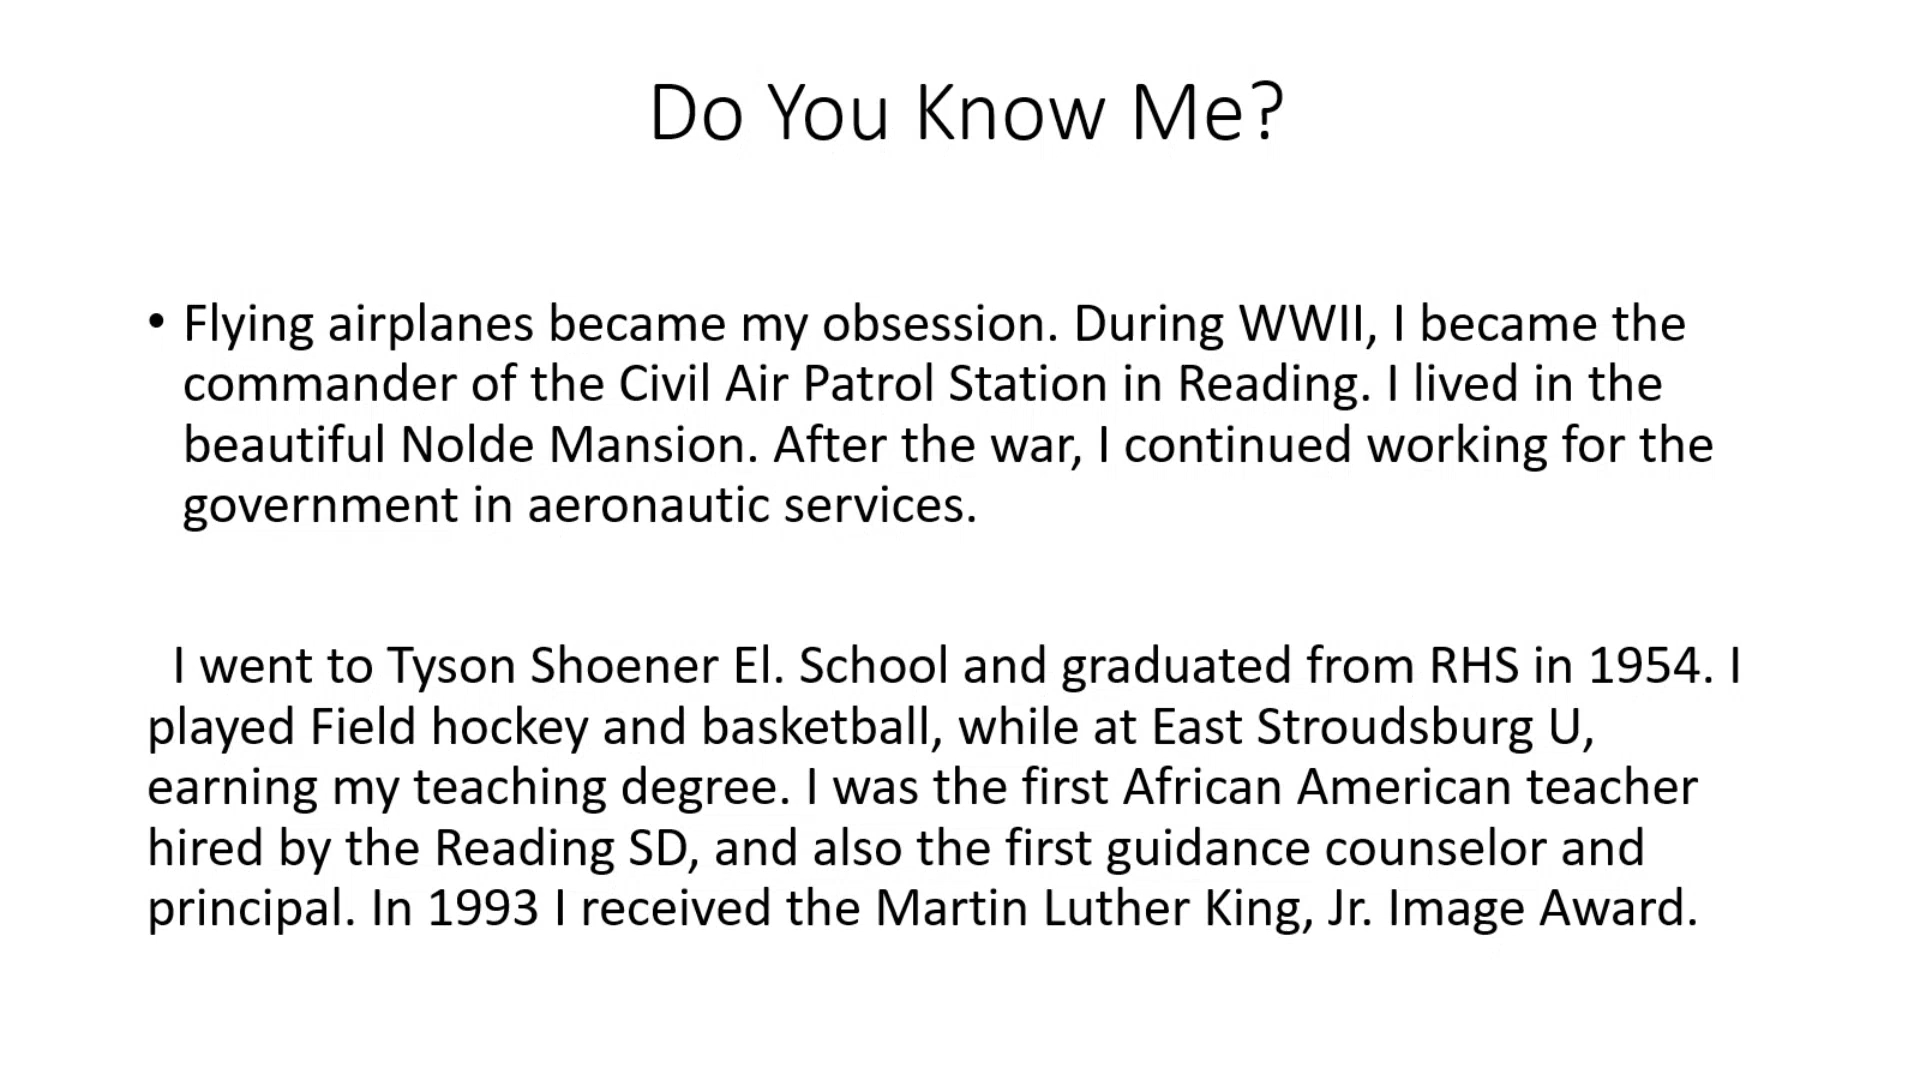 Do You Know Me?
• Flying airplanes became my obsession. During WWII, I became the
commander of the Civil Air Patrol Station in Reading. I lived in the
beautiful Nolde Mansion. After the war, I continued working for the
government in aeronautic services.
I went to Tyson Shoener El. School and graduated from RHS in 1954. I
played Field hockey and basketball, while at East Stroudsburg U,
earning my teaching degree. I was the first African American teacher
hired by the Reading SD, and also the first guidance counselor and
principal. In 1993 I received the Martin Luther King, Jr. Image Award.